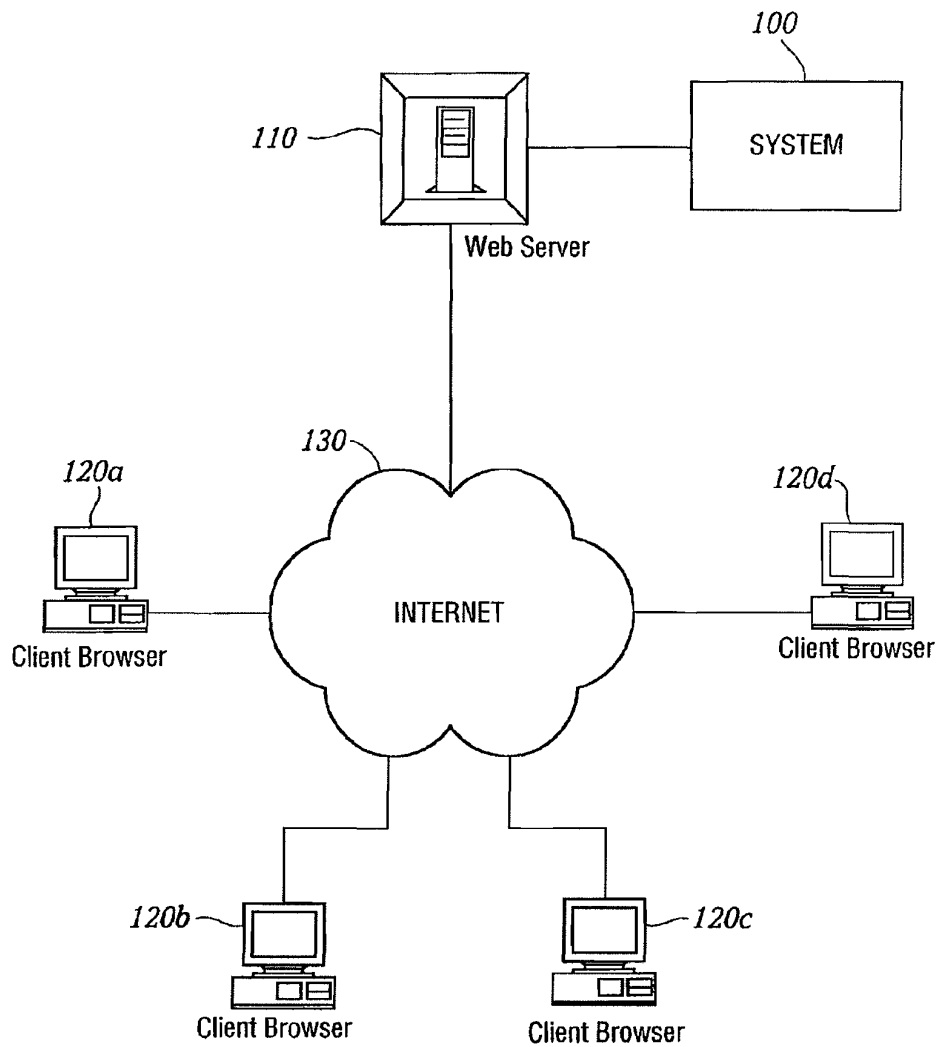 100
110
SYSTEM
Web Server
130
120a
120d
INTERNET
Client Browser
Client Browser
120b
120c
Client Browser
Client Browser